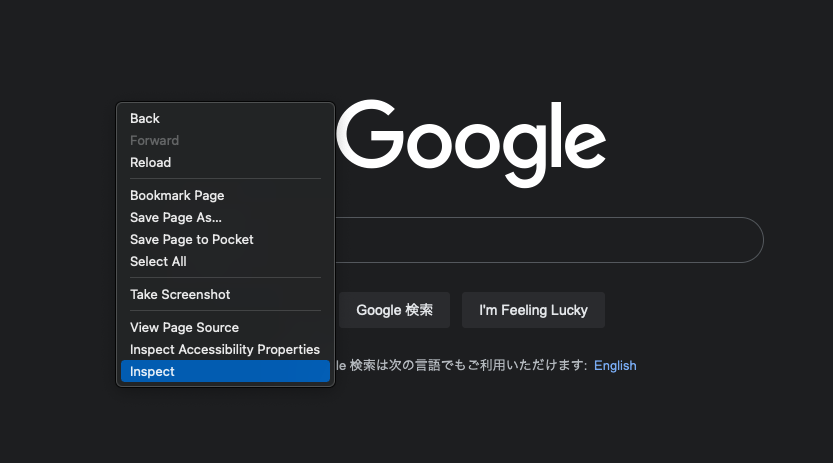 Google
Back
Forward
Reload
Bookmark Page
Save Page As...
Save Page to Pocket
Select All
Take Screenshot
View Page Source
Inspect Accessibility Properties
Inspect
Google 検索
I'm Feeling Lucky
le 検索は次の言語でもご利用いただけます: English